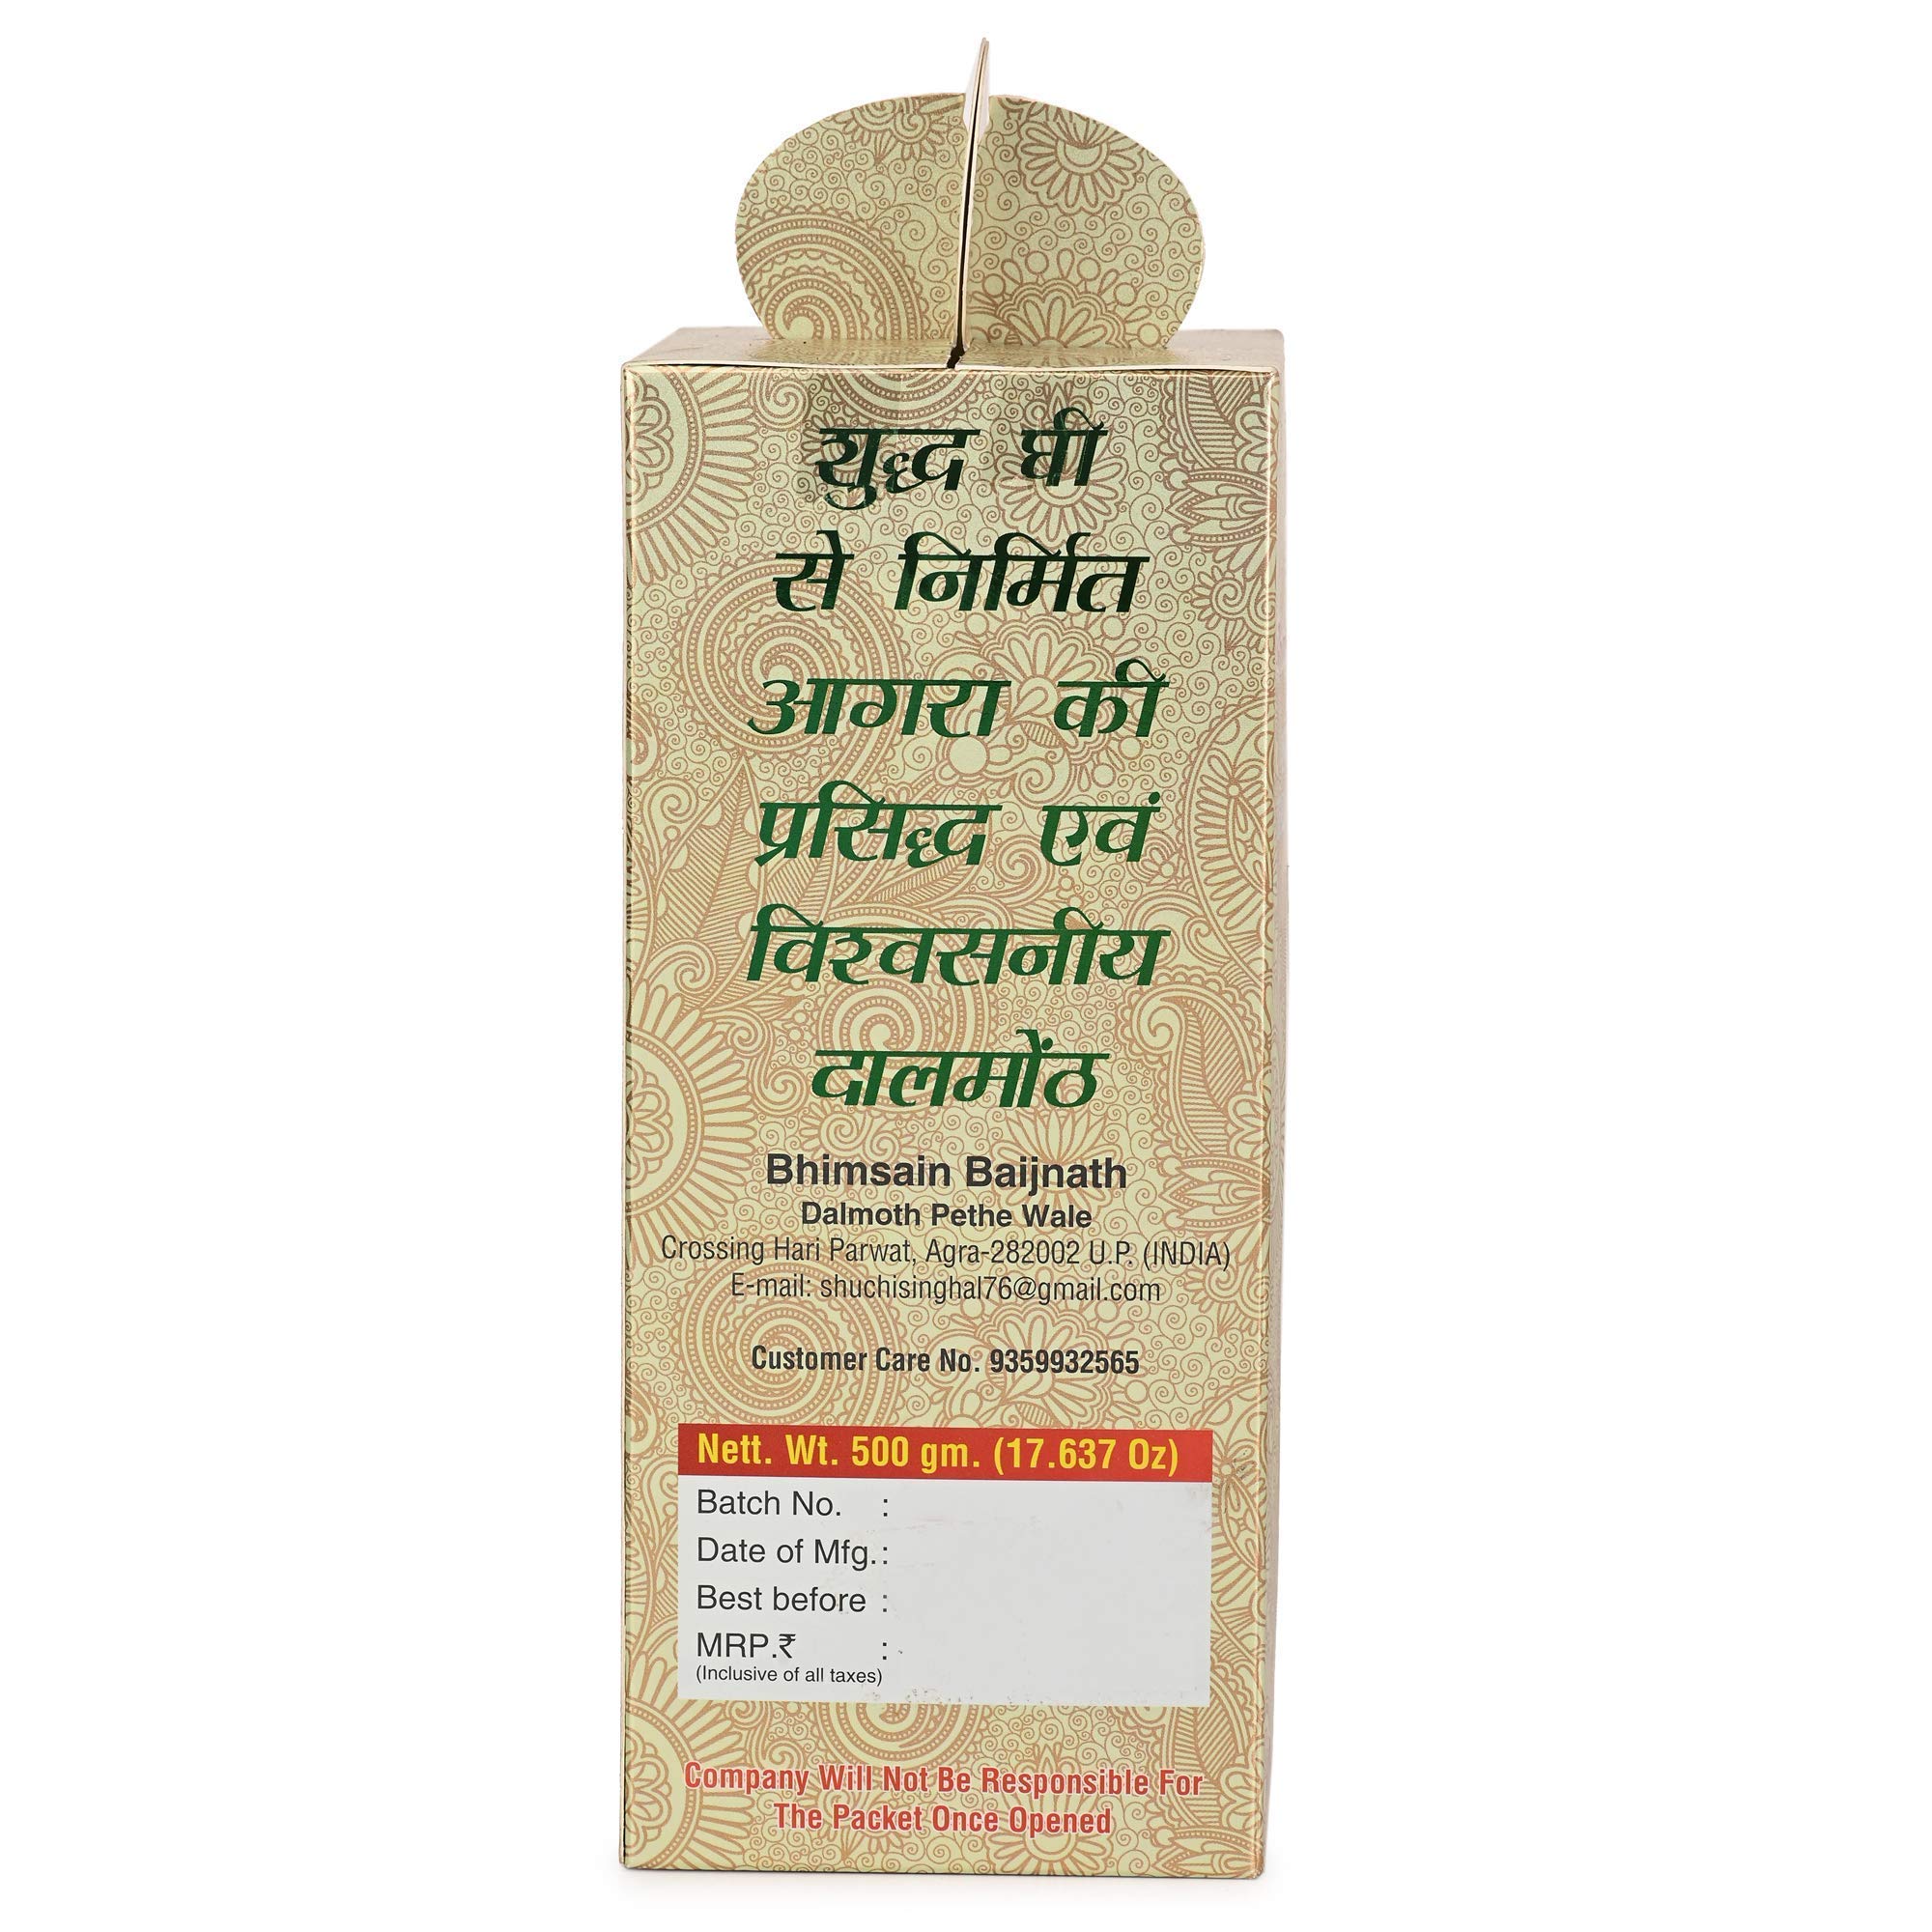 शुद्ध घी
से निर्मित
आगरा की
प्रसिद्ध एवं
विश्वसनीय
दालमोंठ
Bhimsain Baijnath
Dalmoth Pethe Wale
Crossing Hari Parwat, Agra-282002 U.P. (INDIA)
E-mail: shuchisinghal76@gmail.com
Customer Care No. 9359932565
Nett. Wt. 500 gm. (17.637 Oz)
Batch No. :
Date of Mfg. :
Best before :
MRP.₹ :
(Inclusive of all taxes)
Company Will Not Be Responsible For
The Packet Once Opened